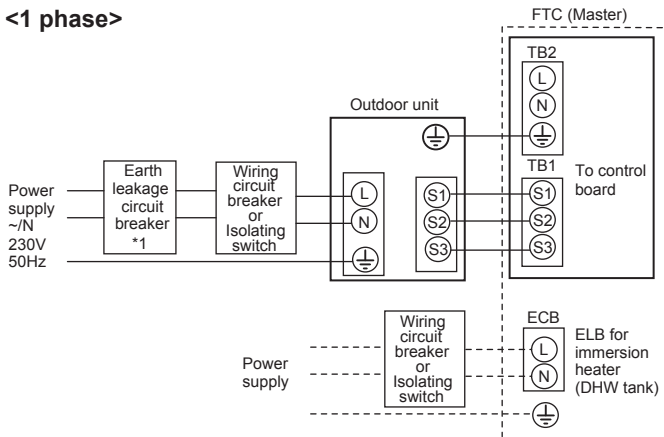 <1 phase>
FTC (Master)
TB2
L
N
Outdoor unit
TB1
To control
board
Power
supply
~/N
230V
50Hz
Earth
leakage
circuit
breaker
*1
Wiring
circuit
breaker
or
Isolating
switch
L
N
S1
S2
S3
S1
S2
S3
Power
supply
Wiring
circuit
breaker
or
Isolating
switch
ECB
L
N
ELB for
immersion
heater
(DHW tank)